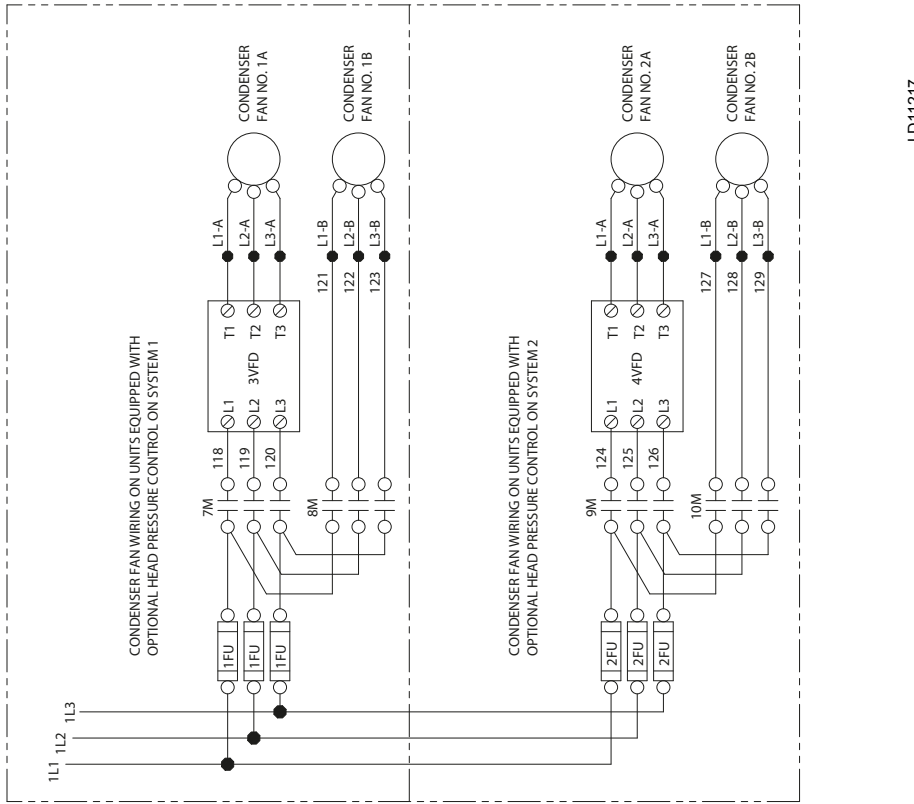 CONDENSER FAN WIRING ON UNITS EQUIPPED WITH
OPTIONAL HEAD PRESSURE CONTROL ON SYSTEM 1
CONDENSER
FAN NO. 1A
CONDENSER
FAN NO. 1B
L1-A
L2-A
L3-A
L1-B
L2-B
L3-B
121
122
123
T1
T2
T3
3VFD
L1
L2
L3
118
119
120
7M
8M
1FU
1FU
1FU
1L1
1L2
1L3
CONDENSER FAN WIRING ON UNITS EQUIPPED WITH
OPTIONAL HEAD PRESSURE CONTROL ON SYSTEM 2
CONDENSER
FAN NO. 2A
CONDENSER
FAN NO. 2B
L1-A
L2-A
L3-A
L1-B
L2-B
L3-B
127
128
129
T1
T2
T3
4VFD
L1
L2
L3
124
125
126
9M
10M
2FU
2FU
2FU